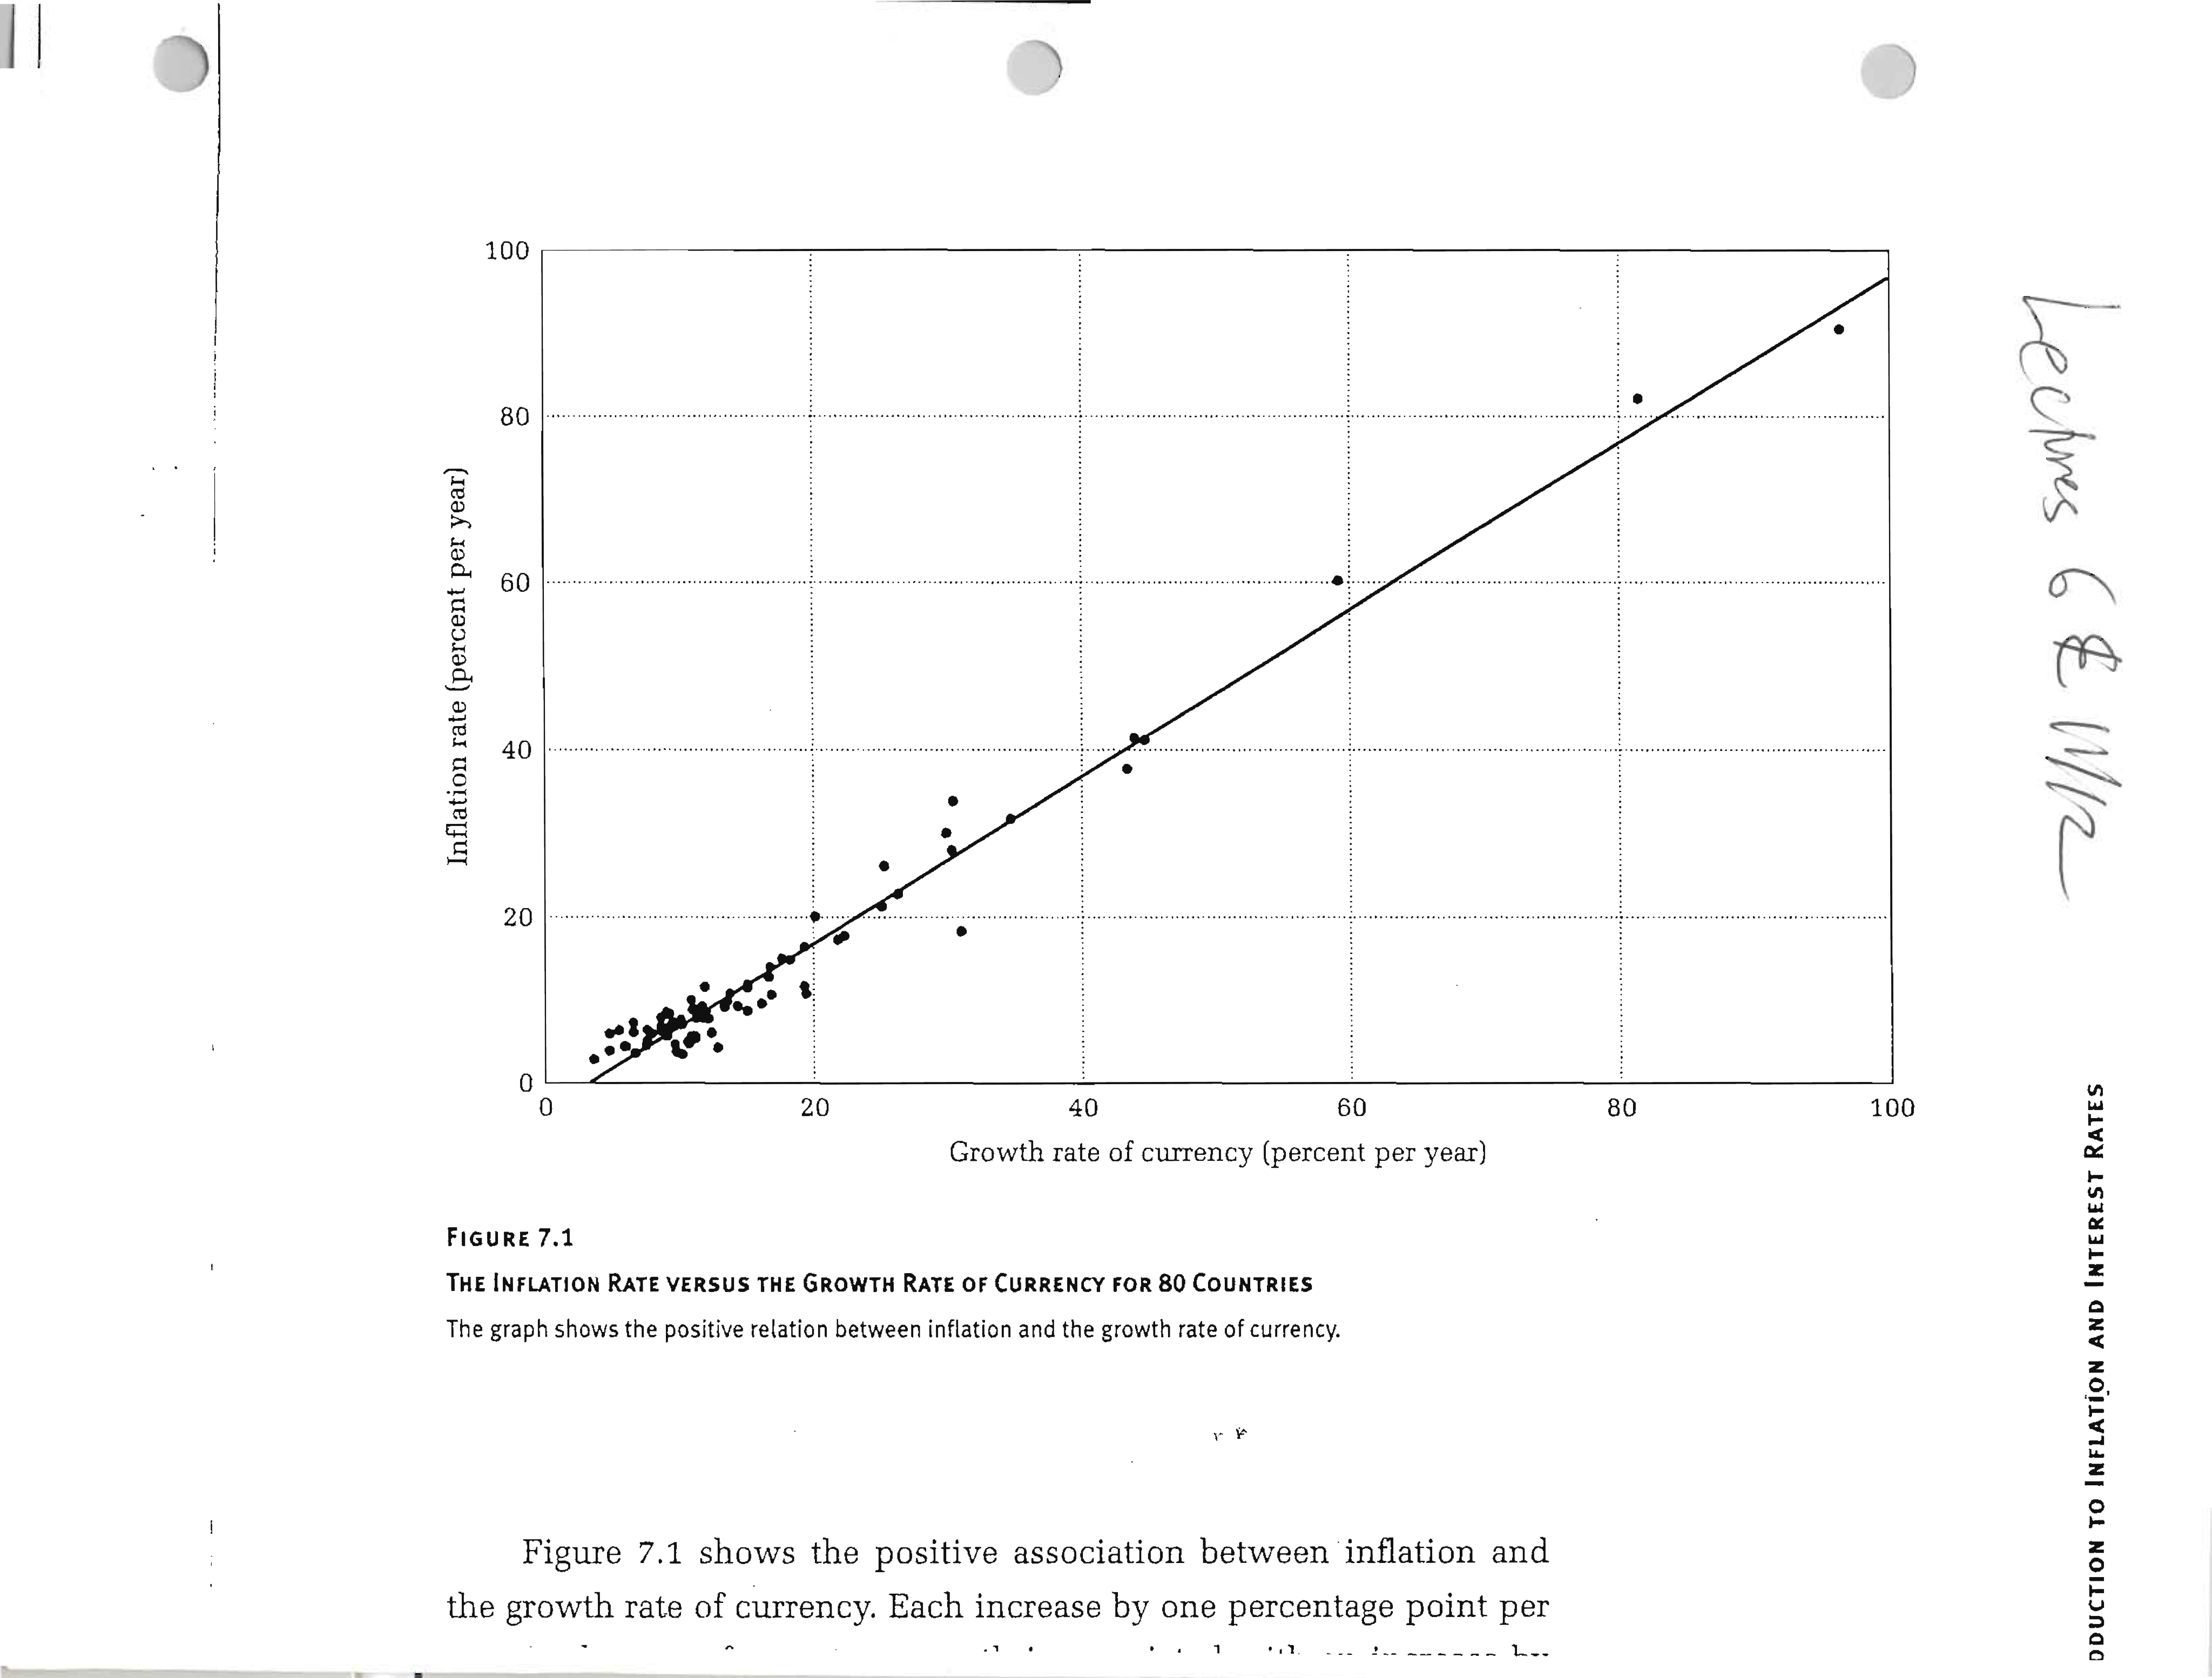 100
80
60
40
20
0
Inflation rate (percent per year)
0 20 40 60 80 100
Growth rate of currency (percent per year)
FIGURE 7.1
THE INFLATION RATE VERSUS THE GROWTH RATE OF CURRENCY FOR 80 COUNTRIES
The graph shows the positive relation between inflation and the growth rate of currency.
Figure 7.1 shows the positive association between inflation and
the growth rate of currency. Each increase by one percentage point per
Lectures 6 &
ODUCTION TO INFLATION AND INTEREST RATES